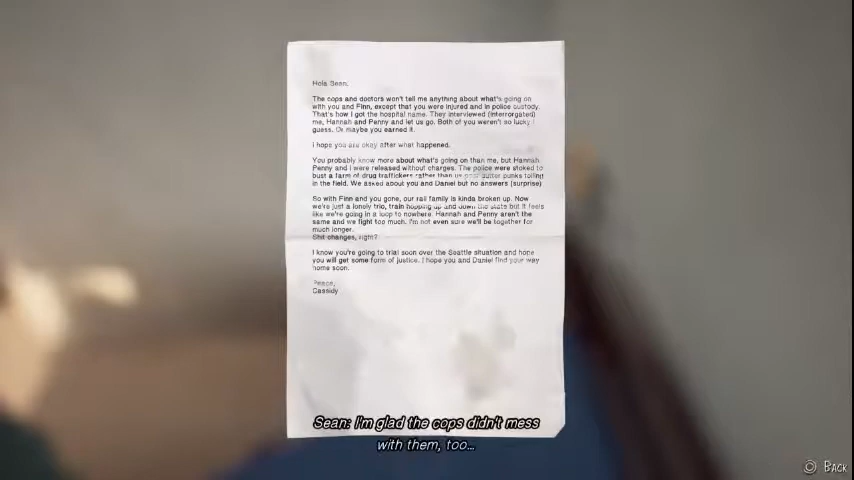 Hola Sean,
The cops and doctors won't tell me anything about what's going on
with you and Finn, except that you were injured and in police custody.
That's how I got the hospital name. They interviewed (interrorgated)
me, Hannah and Penny and let us go. Both of you weren't so lucky I
guess. Or maybe you earned it.
I hope you are okay after what happened.
You probably know more about what's going on than me, but Hannah,
Penny and I were released without charges. The police were stoked to
bust a farm of drug traffickers rather than us poor gutter punks toiling
in the field. We asked about you and Daniel but no answers (surprise)
So with Finn and you gone, our rail family is kinda broken up. Now
we're just a lonely trio, train hopping up and down the state but it feels
like we're going in a loop to nowhere. Hannah and Penny aren't the
same and we fight too much. I'm not even sure we'll be together for
much longer.
Shit changes, right?
I know you're going to trial soon over the Seattle situation and hope
you will get some form of justice. I hope you and Daniel find your way
home soon.
Peace,
Cassidy
Sean: I'm glad the cops didn't mess
with them, too...
Back